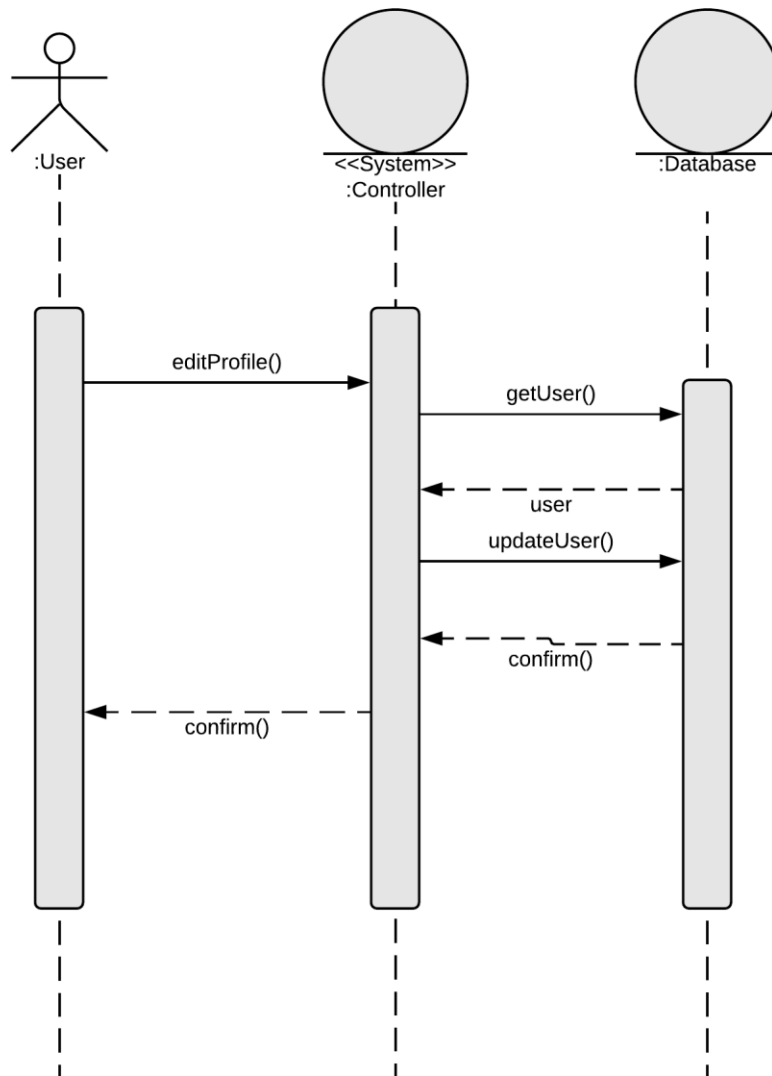 :User
<<System>>
:Controller
:Database
editProfile()
getUser()
user
updateUser()
confirm()
confirm()